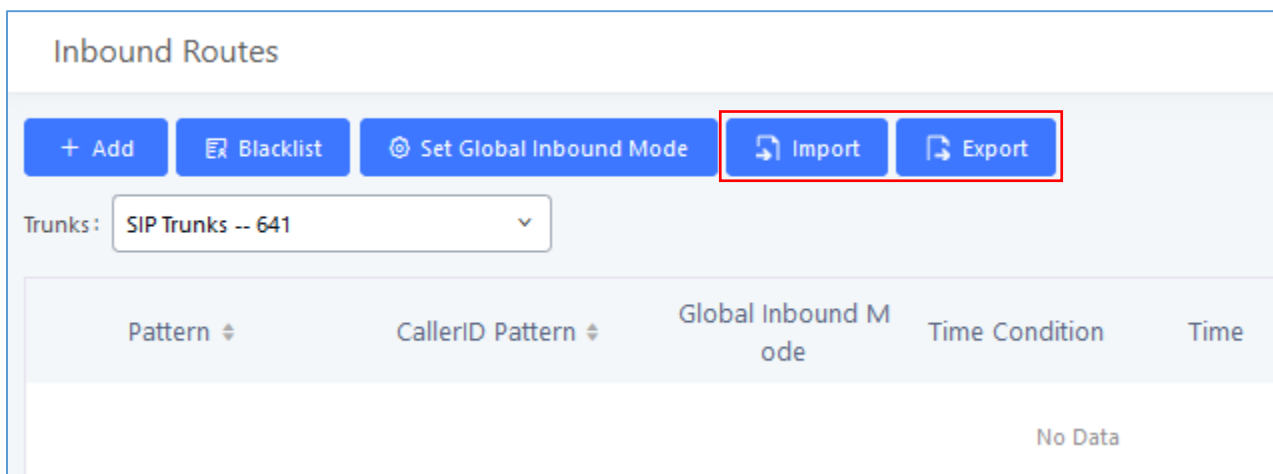 Inbound Routes
+ Add Blacklist Set Global Inbound Mode Import Export
Trunks: SIP Trunks -- 641
Pattern CallerID Pattern Global Inbound M
ode Time Condition Time
No Data